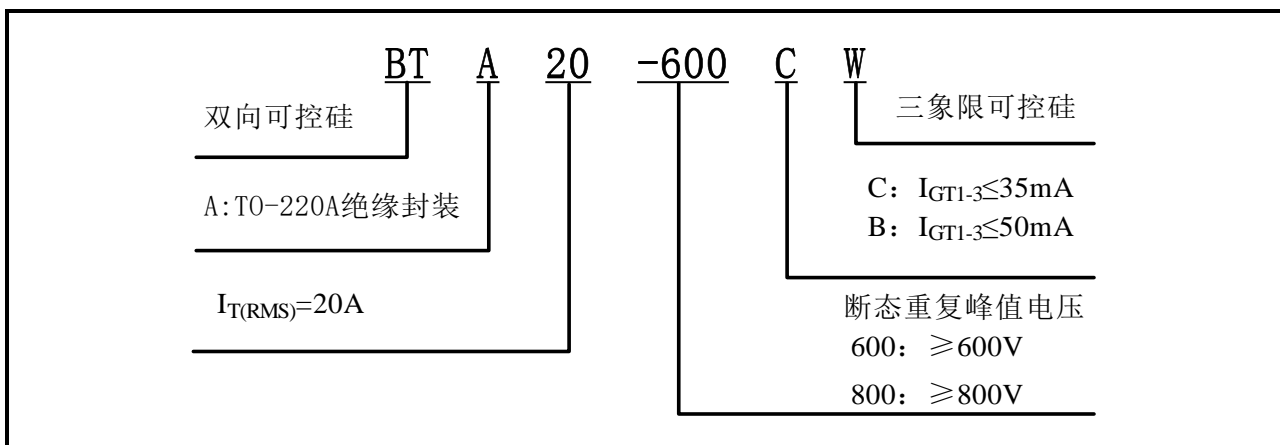 BT A 20 -600 C W
双向可控硅
三象限可控硅
A:TO-220A绝缘封装
C：IGT1-3≤35mA
B：IGT1-3≤50mA
IT(RMS)=20A
断态重复峰值电压
600：≥600V
800：≥800V